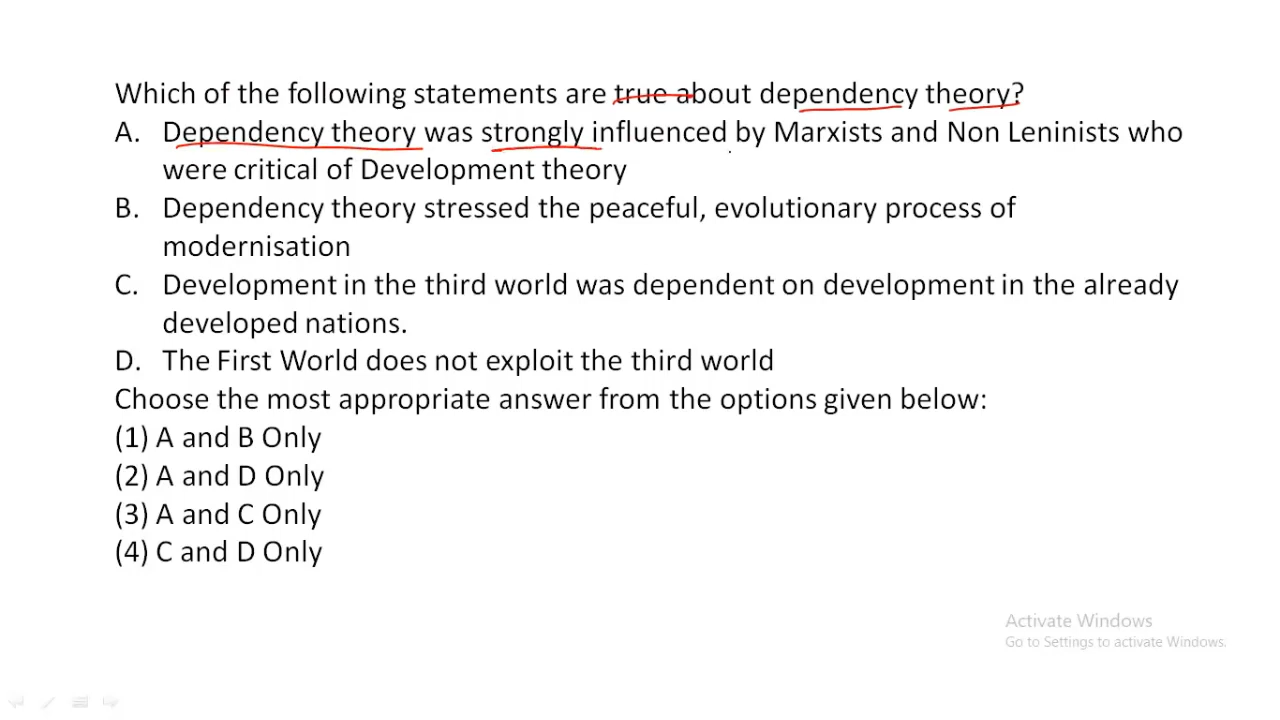 Which of the following statements are true about dependency theory?
A. Dependency theory was strongly influenced by Marxists and Non Leninists who
were critical of Development theory
B. Dependency theory stressed the peaceful, evolutionary process of
modernisation
C. Development in the third world was dependent on development in the already
developed nations.
D. The First World does not exploit the third world
Choose the most appropriate answer from the options given below:
(1) A and B Only
(2) A and D Only
(3) A and C Only
(4) C and D Only
Activate Windows
Go to Settings to activate Windows.